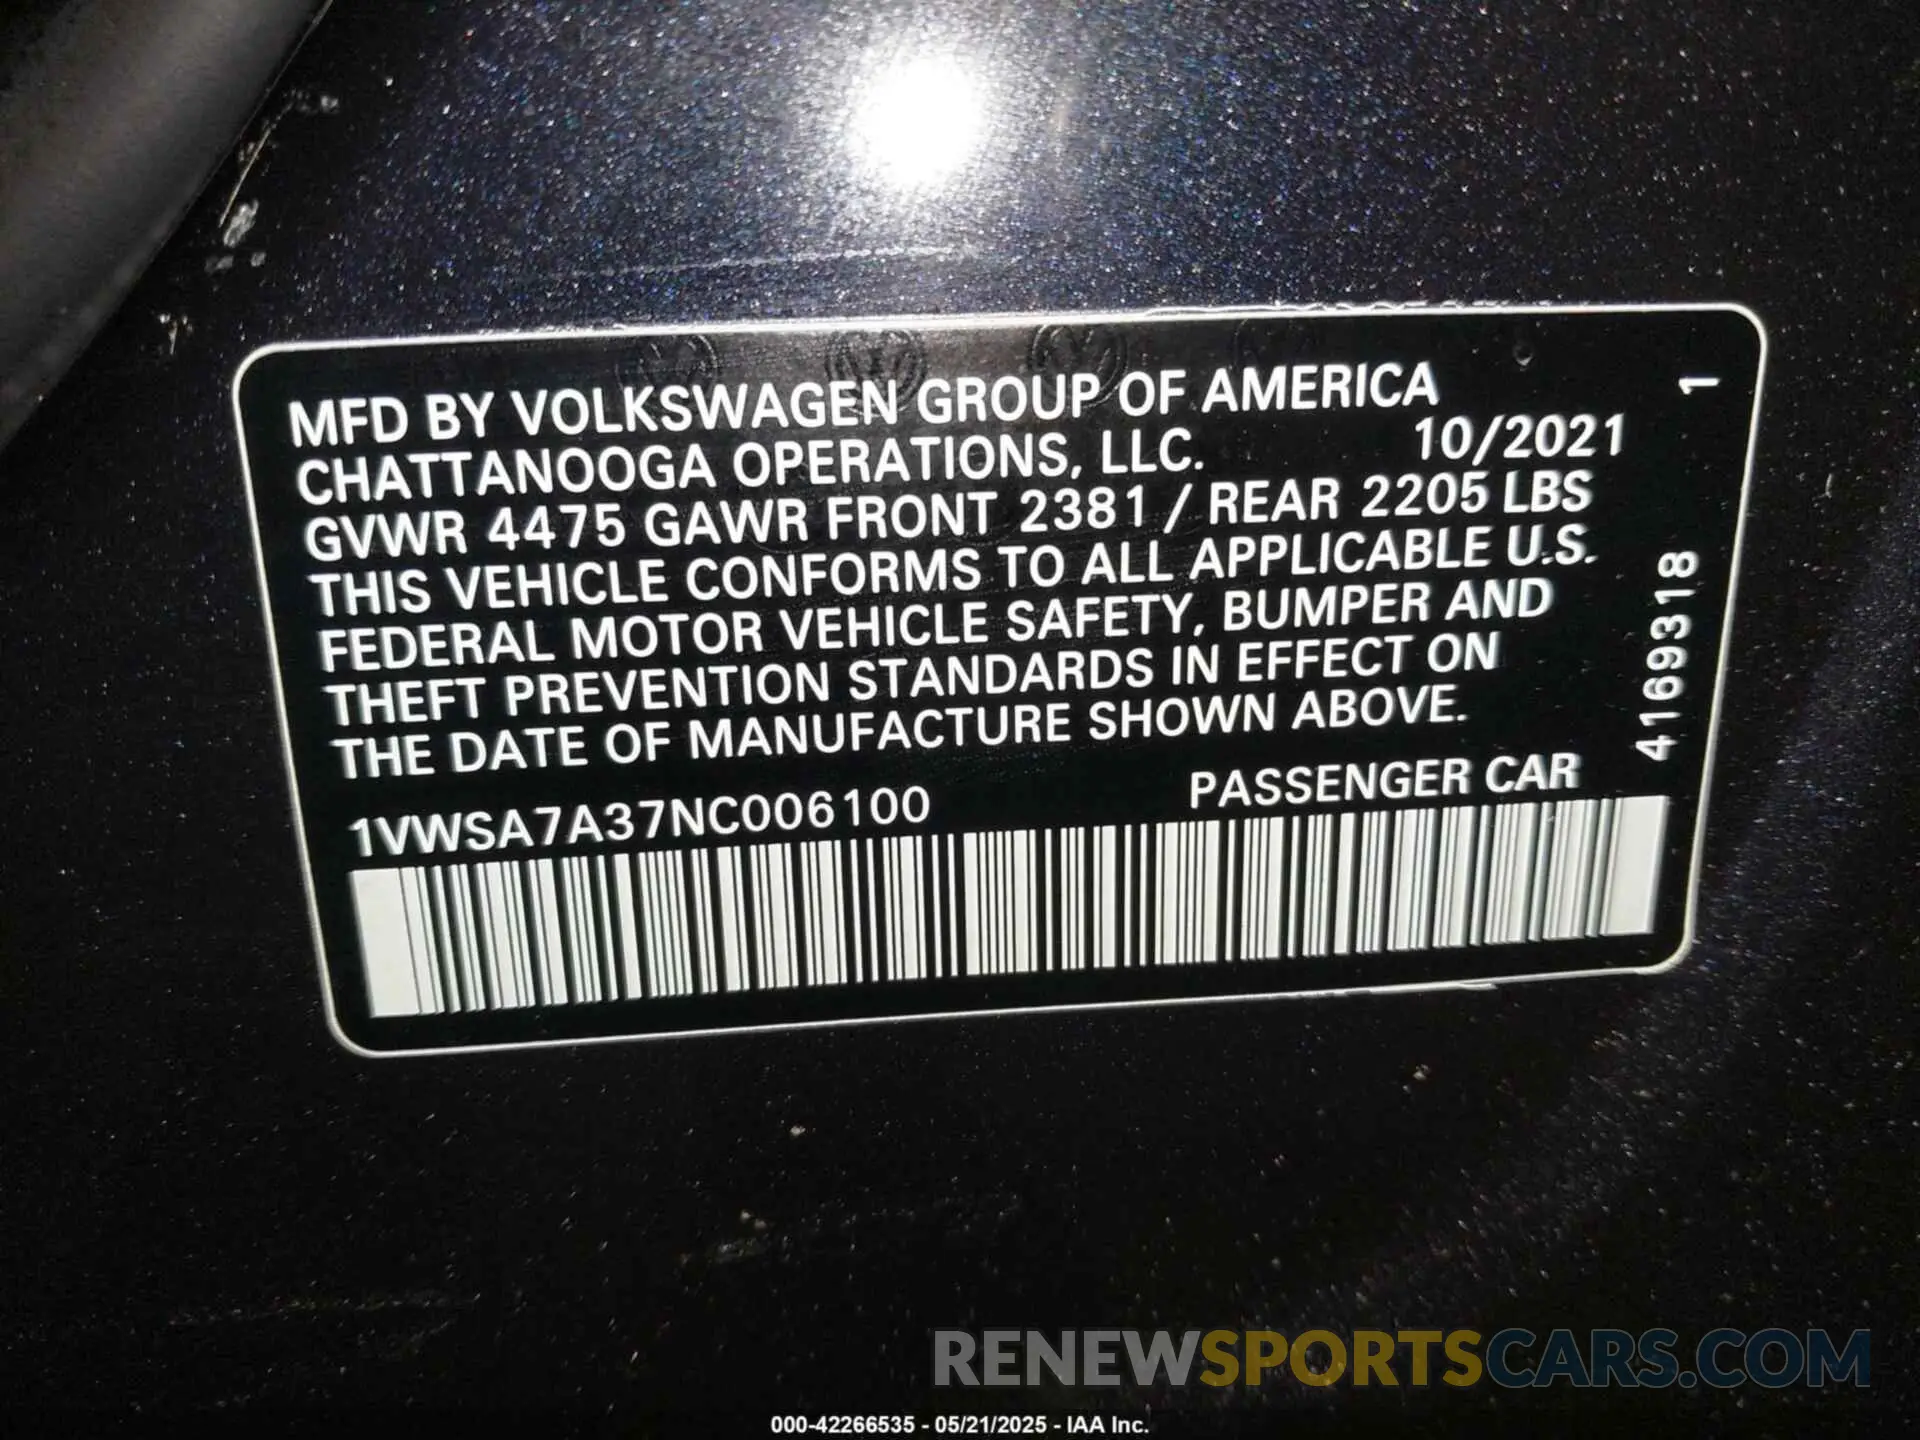 MFD BY VOLKSWAGEN GROUP OF AMERICA
CHATTANOOGA OPERATIONS, LLC. 10/2021
GVWR 4475 GAWR FRONT 2381 / REAR 2205 LBS
THIS VEHICLE CONFORMS TO ALL APPLICABLE U.S.
FEDERAL MOTOR VEHICLE SAFETY, BUMPER AND
THEFT PREVENTION STANDARDS IN EFFECT ON
THE DATE OF MANUFACTURE SHOWN ABOVE.
1VWSA7A37NC006100 PASSENGER CAR
4169318 1
RENEWSPORTSCARS.COM
000-42266535 - 05/21/2025 - IAA Inc.